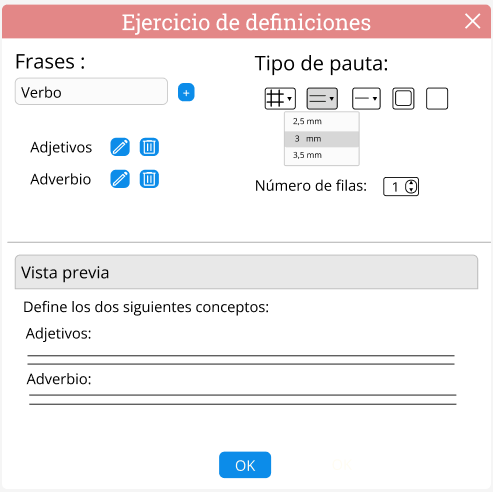 Ejercicio de definiciones
Frases :
Tipo de pauta:
Verbo
+
2,5 mm
3 mm
3,5 mm
Adjetivos
Adverbio
Número de filas:
1
Vista previa
Define los dos siguientes conceptos:
Adjetivos:
Adverbio:
OK